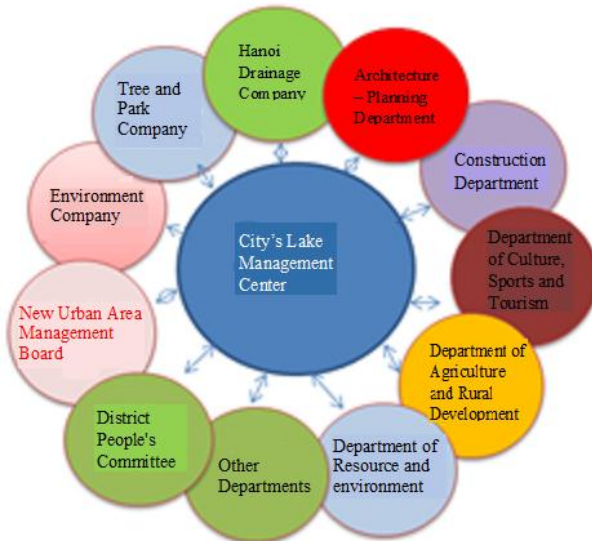 Hanoi
Drainage
Company
Architecture
– Planning
Department
Construction
Department
Department
of Culture,
Sports and
Tourism
Department of
Agriculture
and Rural
Development
Department of
Resource and
environment
Other
Departments
District
People's
Committee
New Urban Area
Management
Board
Environment
Company
Tree and
Park
Company
City's Lake
Management
Center